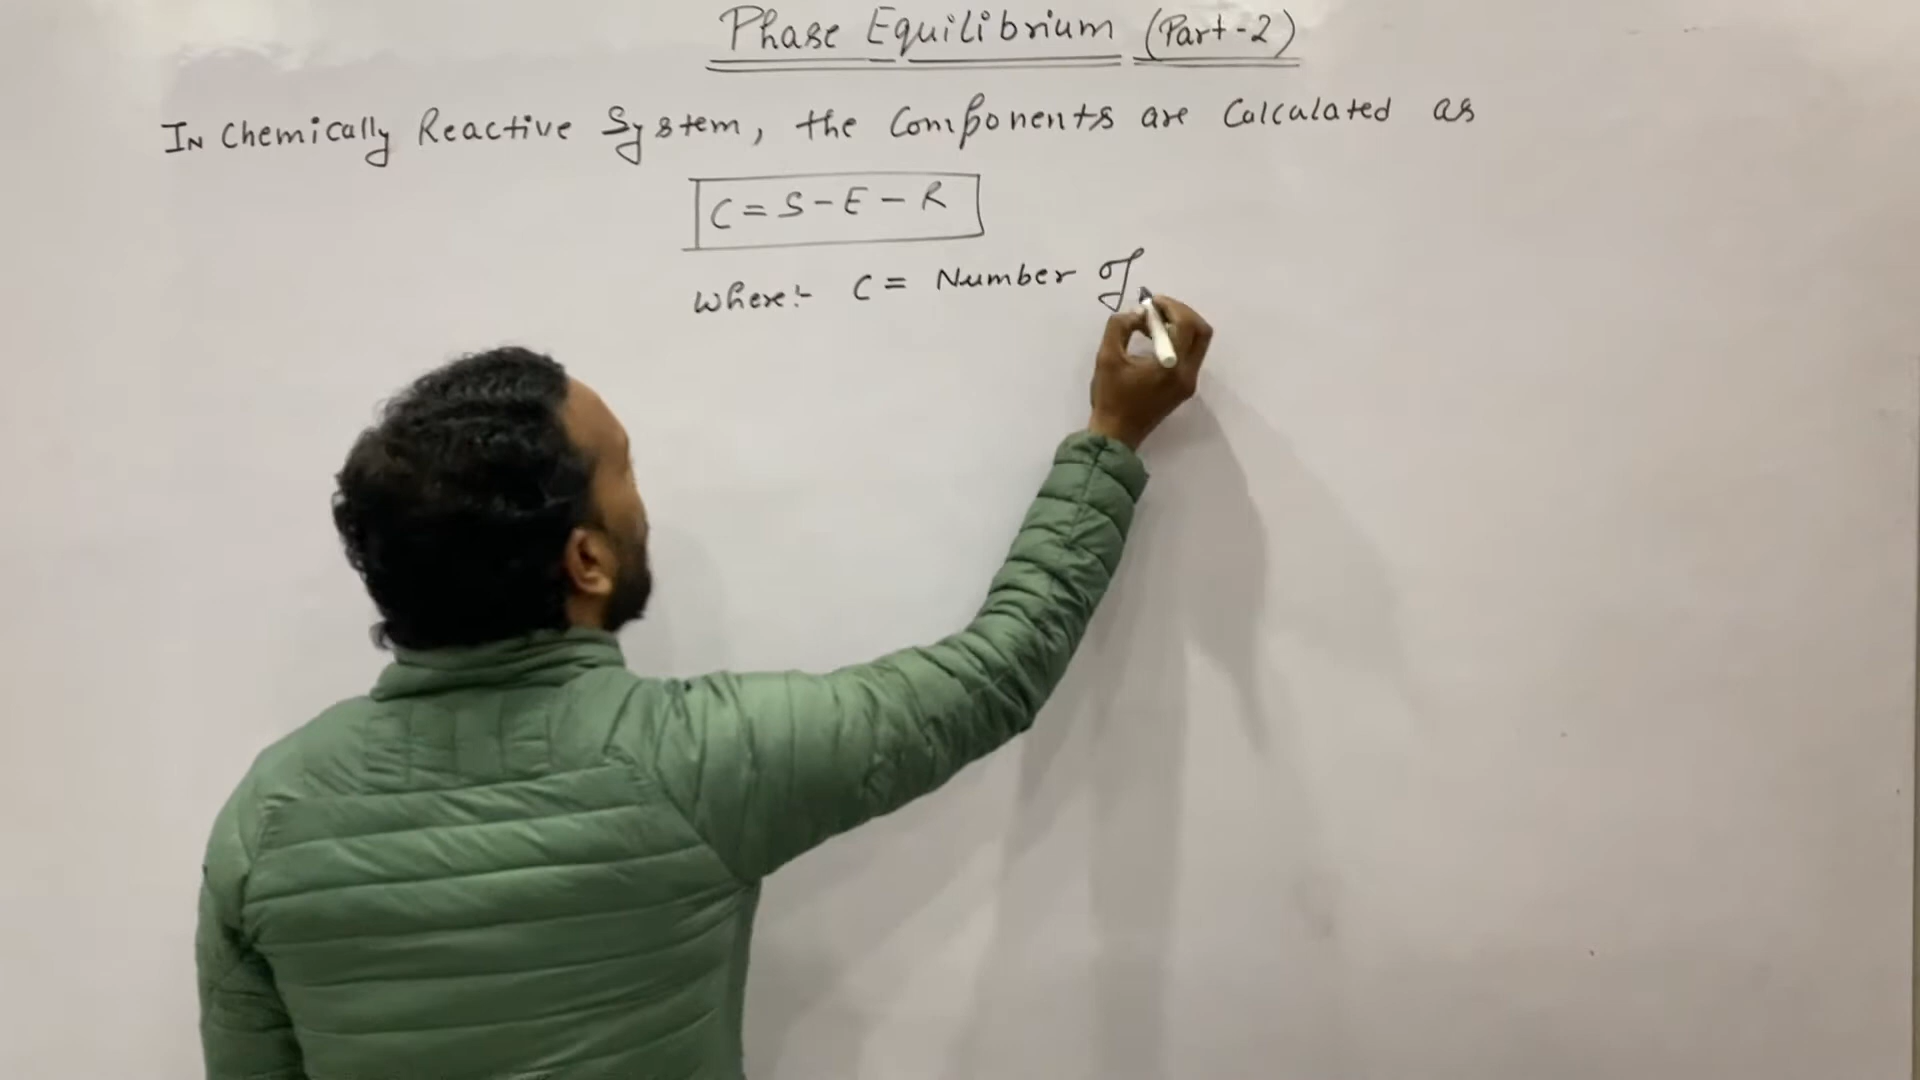 Phase Equilibrium (Part-2)
IN Chemically Reactive System, the Components are Calculated as
C = S - E - R
Where:- C = Number of